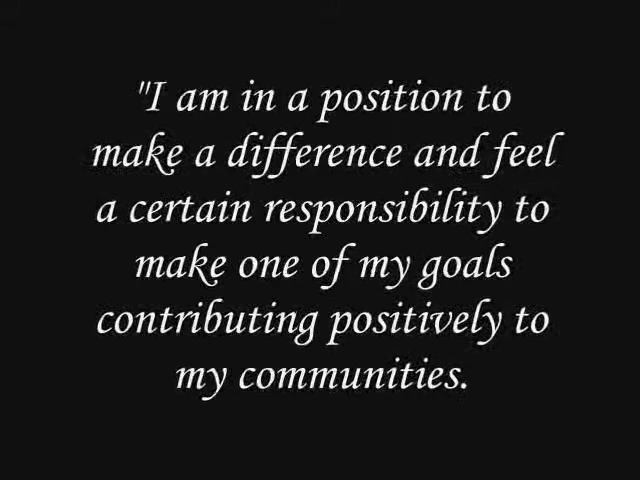 "I am in a position to
make a difference and feel
a certain responsibility to
make one of my goals
contributing positively to
my communities.